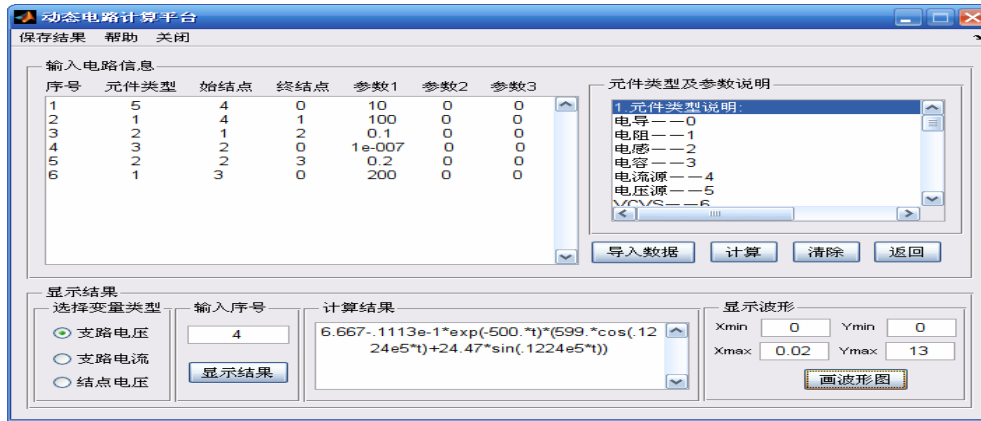 动态电路计算平台
保存结果 帮助 关闭
输入电路信息
序号 元件类型 始结点 终结点 参数1 参数2 参数3
1 5 4 0 10 0 0
2 1 4 1 100 0 0
3 2 1 2 0.1 0 0
4 3 2 0 1e-007 0 0
5 2 2 3 0.2 0 0
6 1 3 0 200 0 0
元件类型及参数说明
1.元件类型说明:
电导——0
电阻——1
电感——2
电容——3
电流源——4
电压源——5
VCVS——6
导入数据 计算 清除 返回
显示结果
选择变量类型
支路电压
支路电流
结点电压
输入序号
4
显示结果
计算结果
6.667-.1113e-1*exp(-500.*t)*(599.*cos(.12
24e5*t)+24.47*sin(.1224e5*t))
显示波形
Xmin 0 Ymin 0
Xmax 0.02 Ymax 13
画波形图